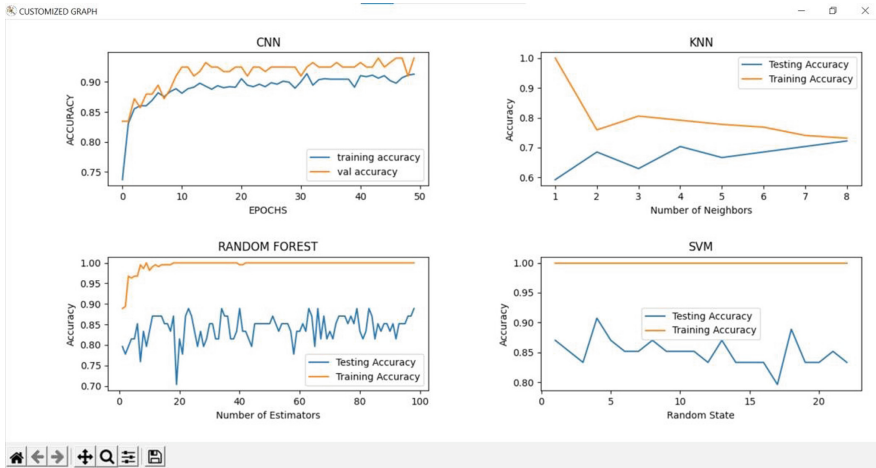 CUSTOMIZED GRAPH
CNN
ACCURACY
0.90
0.85
0.80
0.75
training accuracy
val accuracy
0 10 20 30 40 50
EPOCHS
KNN
Accuracy
1.0
0.9
0.8
0.7
0.6
Testing Accuracy
Training Accuracy
1 2 3 4 5 6 7 8
Number of Neighbors
RANDOM FOREST
Accuracy
1.00
0.95
0.90
0.85
0.80
0.75
0.70
Testing Accuracy
Training Accuracy
0 20 40 60 80 100
Number of Estimators
SVM
Accuracy
1.00
0.95
0.90
0.85
0.80
Testing Accuracy
Training Accuracy
0 5 10 15 20
Random State